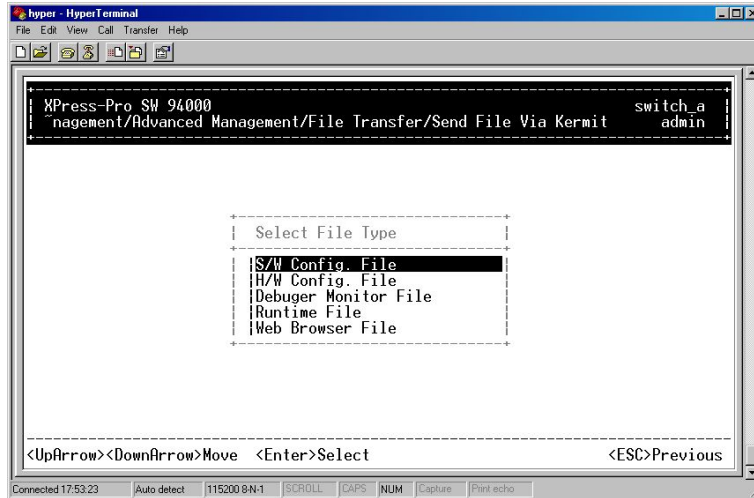 hyper - HyperTerminal
File Edit View Call Transfer Help
XPress-Pro SW 94000 switch_a
~nagement/Advanced Management/File Transfer/Send File Via Kermit admin
Select File Type
S/W Config. File
H/W Config. File
Debuger Monitor File
Runtime File
Web Browser File
<UpArrow><DownArrow>Move <Enter>Select <ESC>Previous
Connected 17:53:23 Auto detect 115200 8-N-1 SCROLL CAPS NUM Capture Print echo